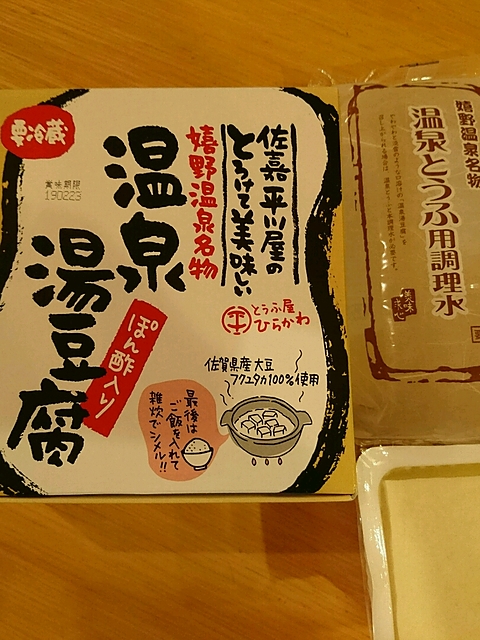 要冷蔵
賞味期限
190223
佐嘉平川屋の
とろけて美味しい
嬉野温泉名物
温泉
湯豆腐
ぽん酢入り
とうふ屋
ひらかわ
佐賀県産大豆
フクユタカ100%使用
最後は
ご飯を入れて
雑炊でシメル!!
嬉野温泉名物
温泉とうふ用調理水